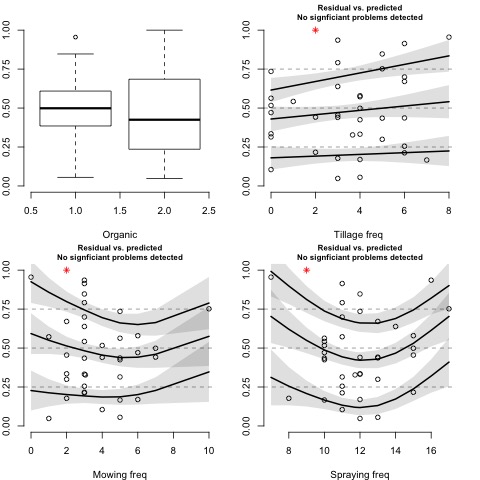 0.00 0.25 0.50 0.75 1.00
0.5 1.0 1.5 2.0 2.5
Organic
Residual vs. predicted
No signficiant problems detected
0.00 0.25 0.50 0.75 1.00
0 2 4 6 8
Tillage freq
Residual vs. predicted
No signficiant problems detected
0.00 0.25 0.50 0.75 1.00
0 2 4 6 8 10
Mowing freq
Residual vs. predicted
No signficiant problems detected
0.00 0.25 0.50 0.75 1.00
8 10 12 14 16
Spraying freq